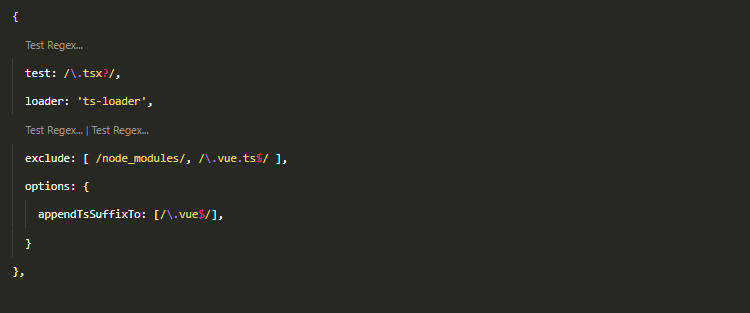 {
Test Regex...
test: /\.tsx?/,
loader: 'ts-loader',
Test Regex... | Test Regex...
exclude: [ /node_modules/, /\.vue.ts$/ ],
options: {
appendTsSuffixTo: [/\.vue$/],
}
},